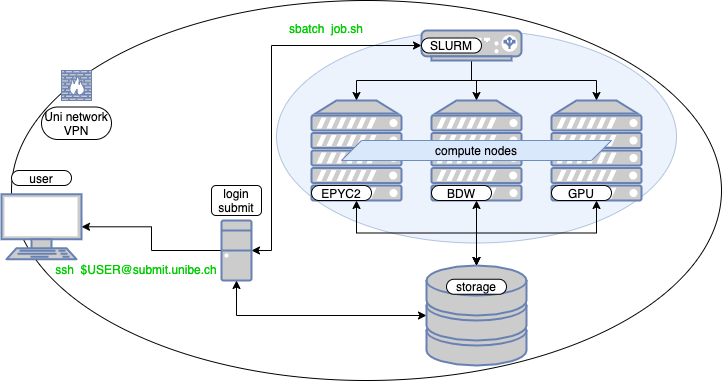 sbatch job.sh
SLURM
Uni network
VPN
compute nodes
user
login
submit
EPYC2
BDW
GPU
ssh $USER@submit.unibe.ch
storage